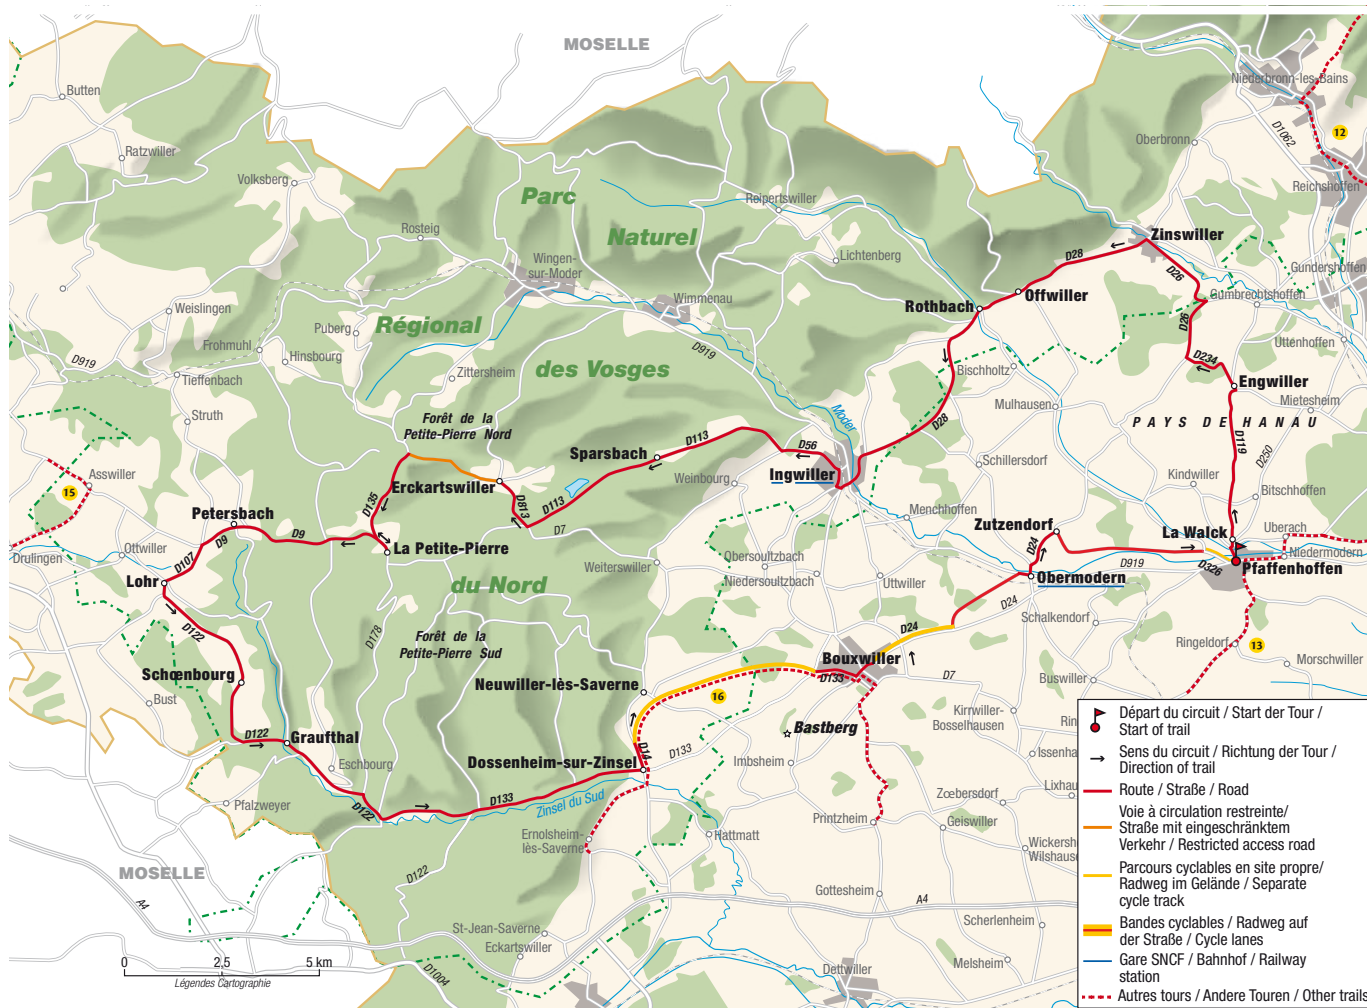 MOSELLE
Niederbronn-les-Bains
Butten
D1062
12
Oberbronn
Ratzwiller
Volksberg
Reichshoffen
Parc
Reipertswiller
Naturel
Rosteig
Zinswiller
Lichtenberg
D28
Wingen-
sur-Moder
D26
Gundershoffen
Offwiller
Gumbrechtshoffen
Wimmenau
Rothbach
Weislingen
D26
Régional
Puberg
Uttenhoffen
Frohmuhl
D919
D919
Hinsbourg
des Vosges
Bischholtz
D234
Tieffenbach
Zittersheim
Engwiller
Mulhausen
Mietesheim
Struth
Forêt de la
Petite-Pierre Nord
Moder
D28
PAYS DE HANAU
D113
D56
D119
D250
Sparsbach
Schillersdorf
Asswiller
Weinbourg
Ingwiller
Kindwiller
15
Erckartswiller
Bitschhoffen
D135
D813
D113
Petersbach
Menchhoffen
Zutzendorf
La Walck
Uberach
D9
D9
D7
Drulingen
Ottwiller
La Petite-Pierre
D24
Niedermodern
D107
Obersoultzbach
D919
D326
Pfaffenhoffen
Weiterswiller
Niedersoultzbach
Uttwiller
Obermodern
Lohr
du Nord
D24
D122
D178
Schalkendorf
Forêt de la
Petite-Pierre Sud
D24
Ringeldorf
13
Bouxwiller
Morschwiller
Schœnbourg
Neuwiller-lès-Saverne
D133
D7
Buswiller
Bust
16
Kirrwiller-
Bosselhausen
Bastberg
D122
Graufthal
D14
D133
Dossenheim-sur-Zinsel
Imbsheim
Eschbourg
Zœbersdorf
Pfalzweyer
D122
D133
Zinsel du Sud
Printzheim
Geiswiller
Ernolsheim-
lès-Saverne
Hattmatt
MOSELLE
D122
Gottesheim
A4
A4
St-Jean-Saverne
Scherlenheim
Eckartswiller
Melsheim
Dettwiller
D1004
0
2,5
5 km
Légendes Cartographie
Départ du circuit / Start der Tour /
Start of trail
Sens du circuit / Richtung der Tour /
Direction of trail
Route / Straße / Road
Voie à circulation restreinte/
Straße mit eingeschränktem
Verkehr / Restricted access road
Parcours cyclables en site propre/
Radweg im Gelände / Separate
cycle track
Bandes cyclables / Radweg auf
der Straße / Cycle lanes
Gare SNCF / Bahnhof / Railway
station
Autres tours / Andere Touren / Other trails